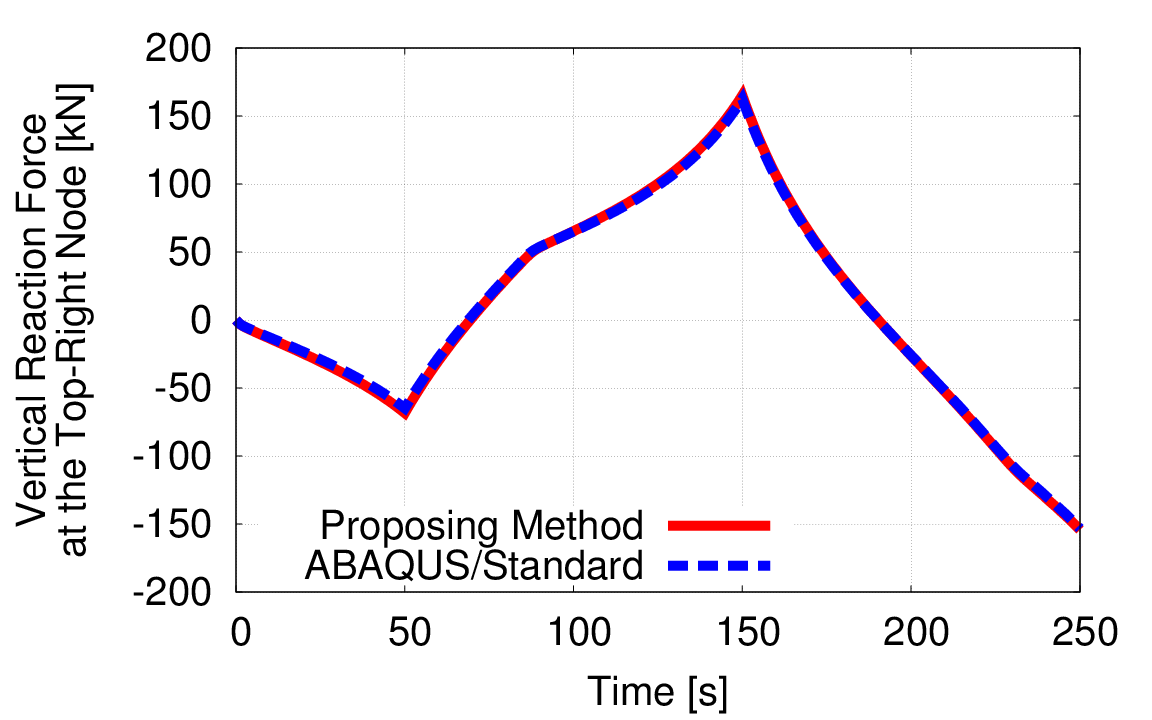 Vertical Reaction Force
at the Top-Right Node [kN]
200
150
100
50
0
-50
-100
-150
-200
Proposing Method
ABAQUS/Standard
0 50 100 150 200 250
Time [s]